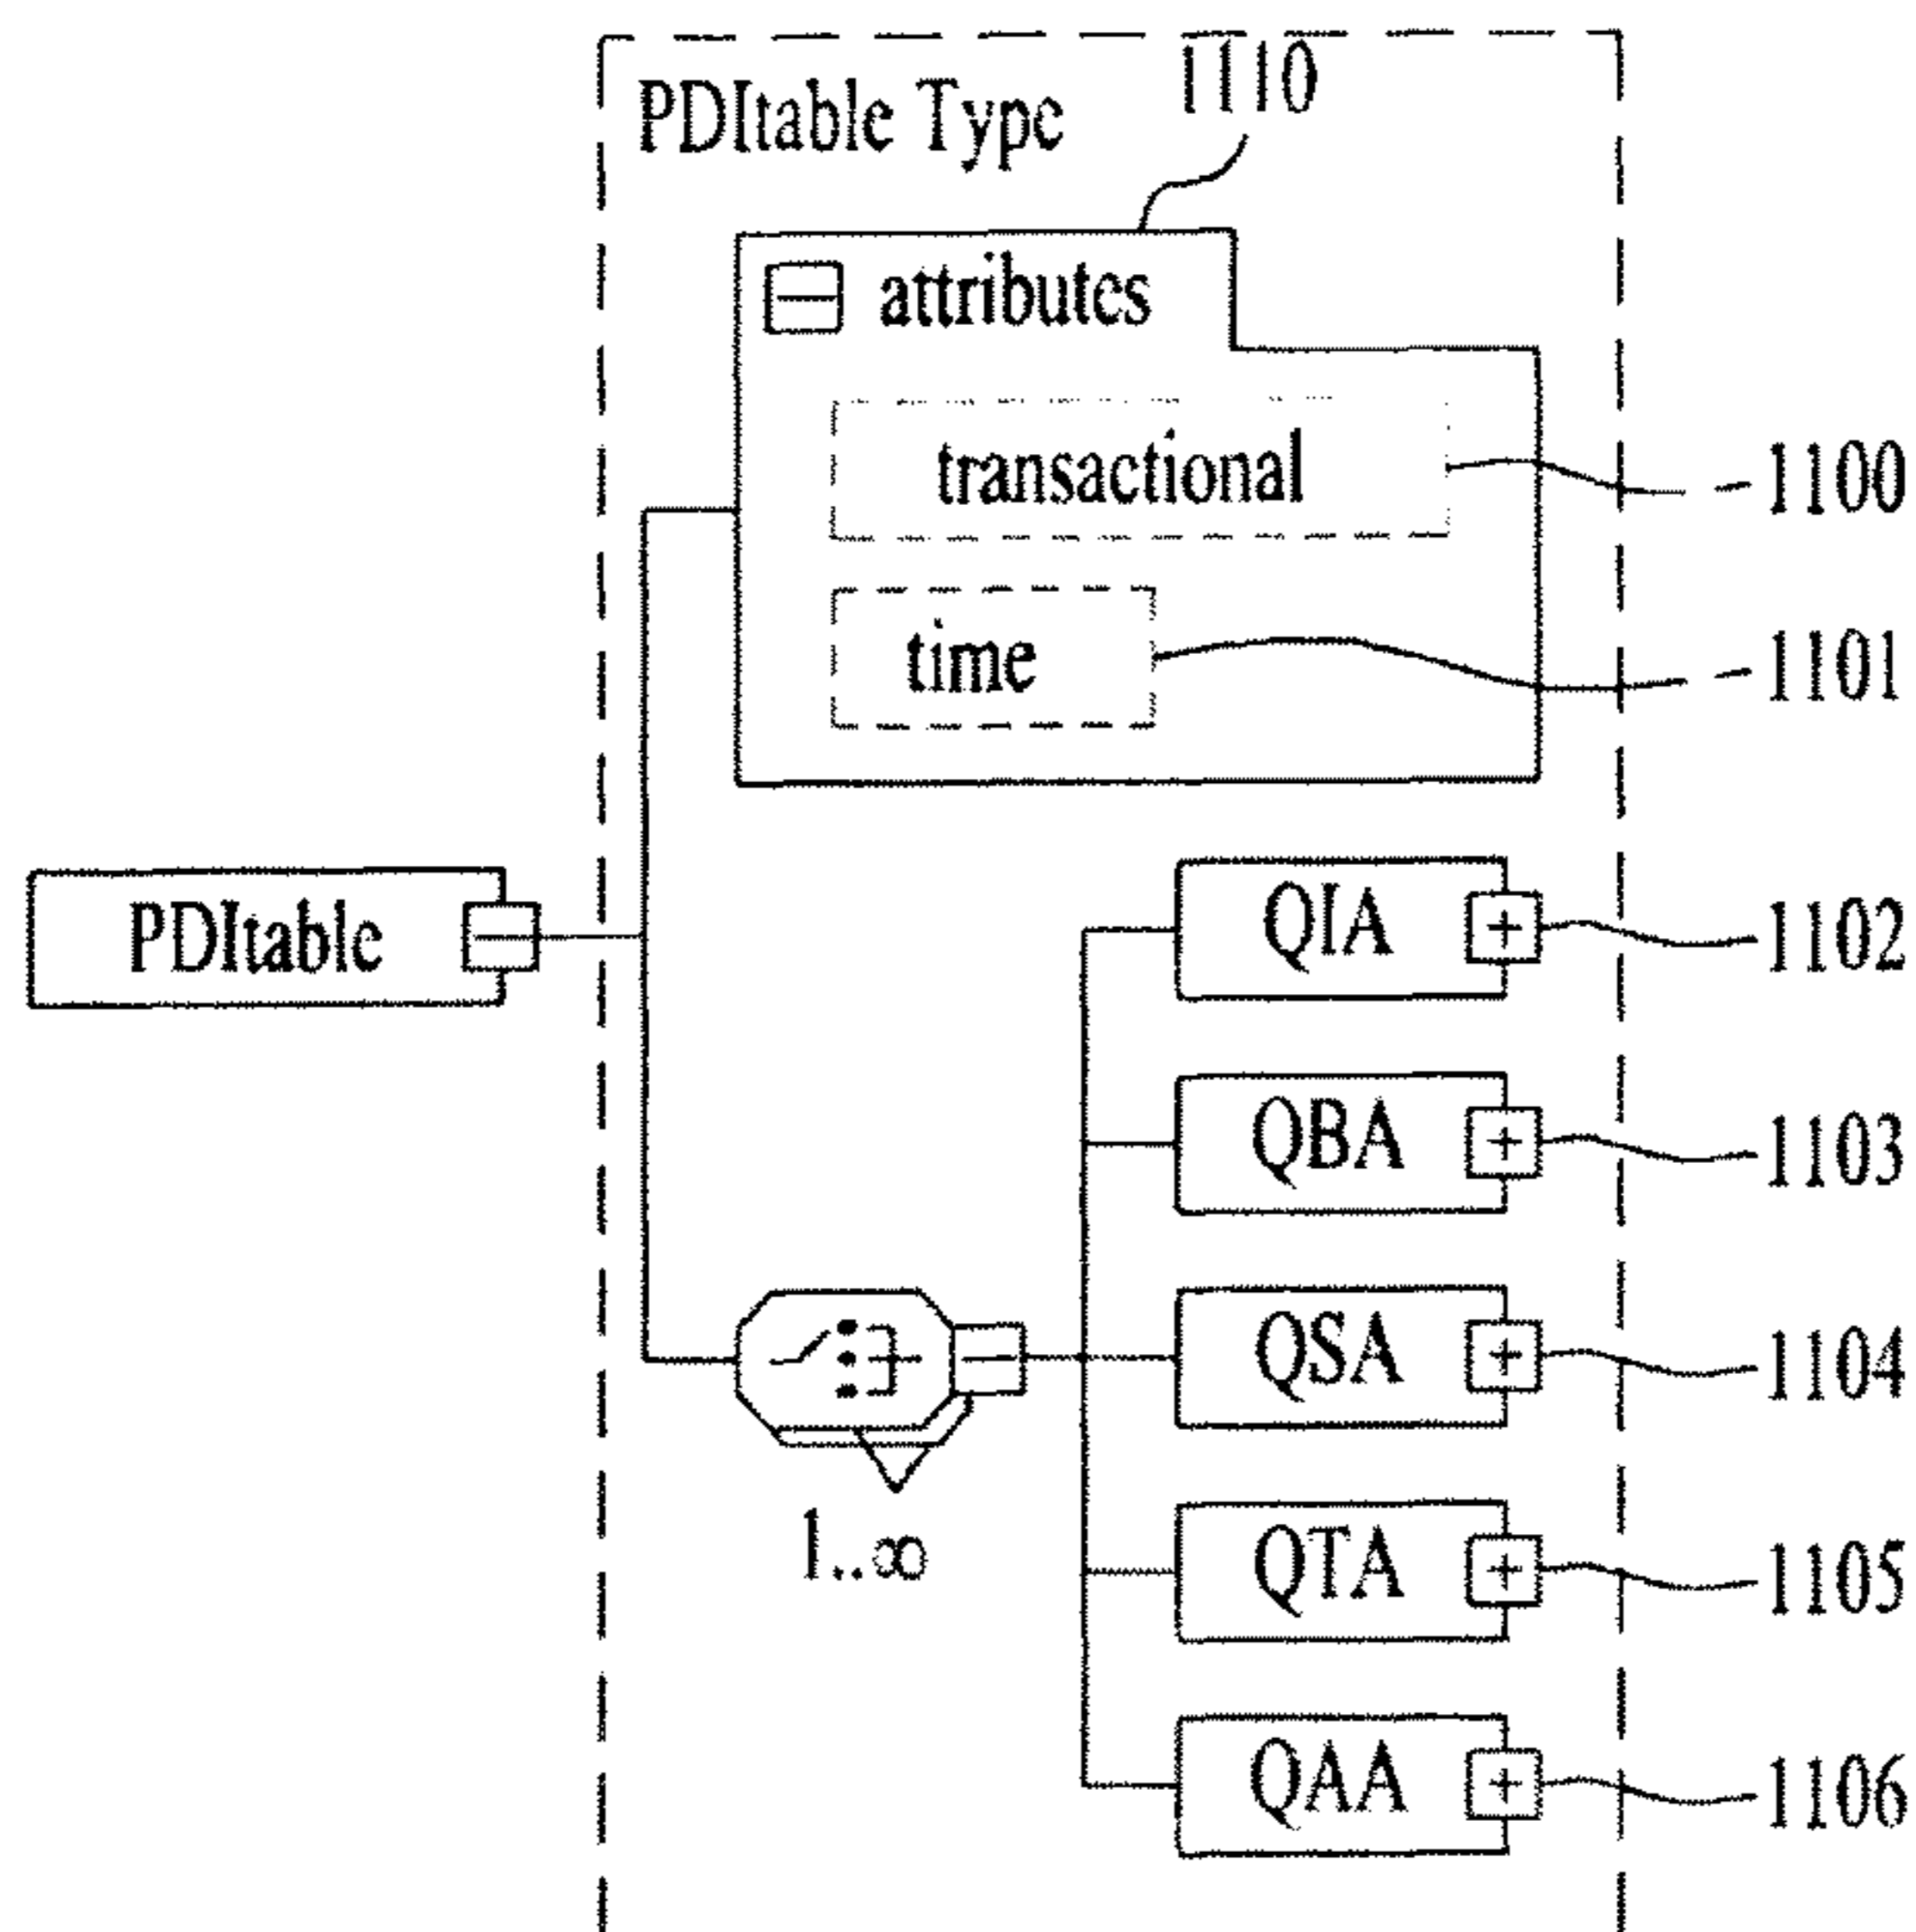 1110
PDItable Type
attributes
transactional
1100
time
1101
PDItable
QIA
1102
QBA
1103
QSA
1104
1..∞
QTA
1105
QAA
1106